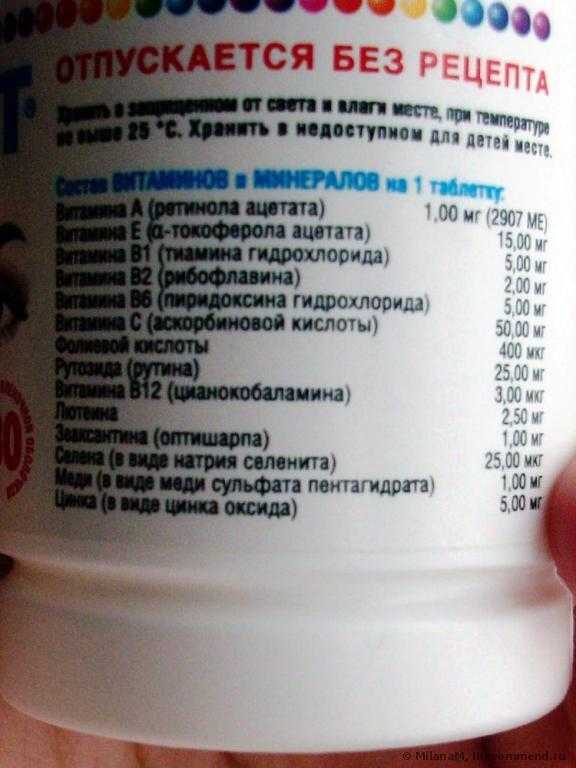 Т®
ОТПУСКАЕТСЯ БЕЗ РЕЦЕПТА
Хранить в защищенном от света и влаги месте, при температуре
не выше 25 °С. Хранить в недоступном для детей месте.
Состав ВИТАМИНОВ и МИНЕРАЛОВ на 1 таблетку:
Витамина А (ретинола ацетата) 1,00 мг (2907 МЕ)
Витамина Е (α-токоферола ацетата) 15,00 мг
Витамина В1 (тиамина гидрохлорида) 5,00 мг
Витамина В2 (рибофлавина) 2,00 мг
Витамина В6 (пиридоксина гидрохлорида) 5,00 мг
Витамина С (аскорбиновой кислоты) 50,00 мг
Фолиевой кислоты 400 мкг
Рутозида (рутина) 25,00 мг
Витамина В12 (цианокобаламина) 3,00 мкг
Лютеина 2,50 мг
Зеаксантина (оптишарпа) 1,00 мг
Селена (в виде натрия селенита) 25,00 мкг
Меди (в виде меди сульфата пентагидрата) 1,00 мг
Цинка (в виде цинка оксида) 5,00 мг
© MilanaM, irecommend.ru